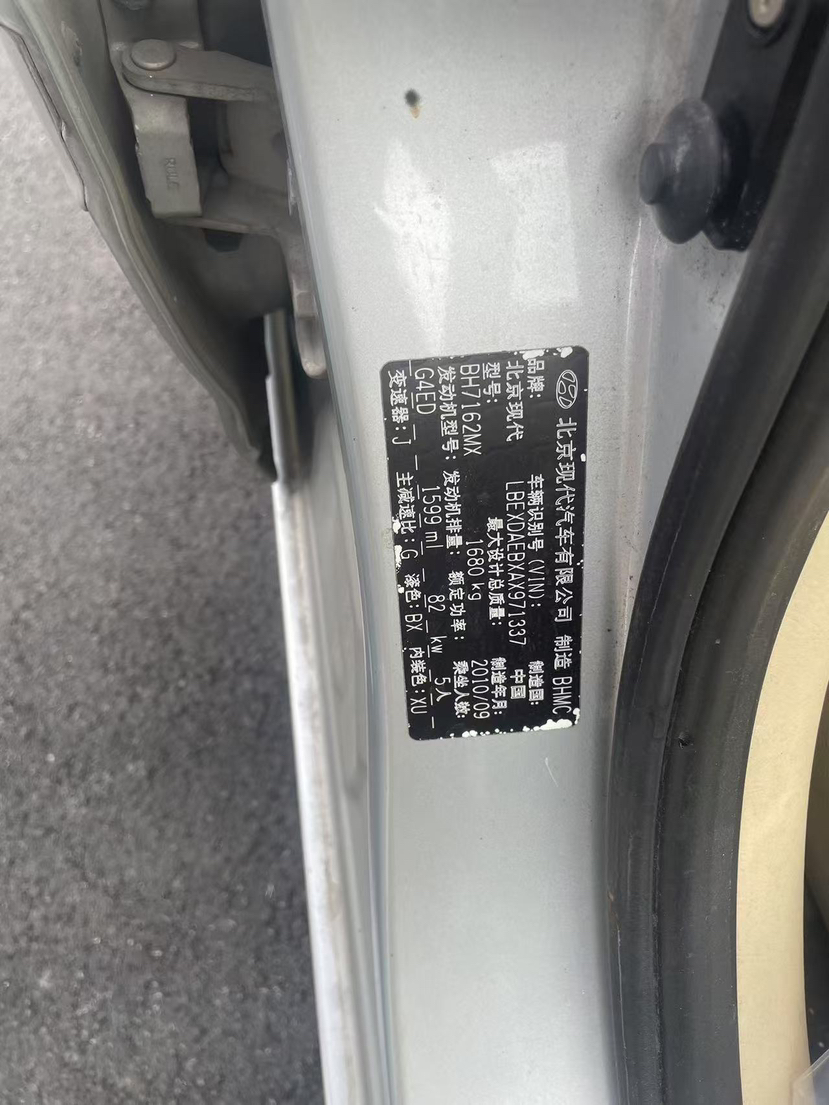 北京现代汽车有限公司 制造 BHMC
品牌: 车辆识别号 (VIN): 制造国:
北京现代 LBEXDAEBXAX971337 中国
型号: 最大设计总质量: 制造年月:
BH7162MX 1680 kg 2010/09
发动机型号: 发动机排量: 额定功率: 乘坐人数:
G4ED 1599 ml 82 kw 5人
变速器: J 主减速比: G 漆色: BX 内装色: XU